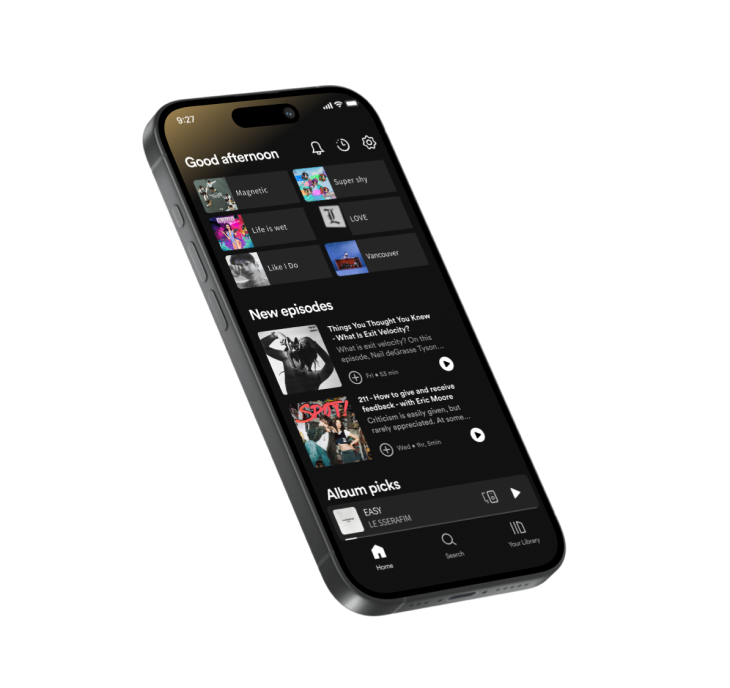 9:27
Good afternoon
Magnetic
Super shy
Life is wet
LOVE
Like I Do
Vancouver
New episodes
Things You Thought You Knew
- What Is Exit Velocity?
What is exit velocity? On this
episode, Neil deGrasse Tyson...
Fri • 53 min
SPOT!
211 - How to give and receive
feedback - with Eric Moore
Criticism is easily given, but
rarely appreciated. At some...
Wed • 1hr, 5min
Album picks
EASY
LE SSERAFIM
Home
Search
Your Library